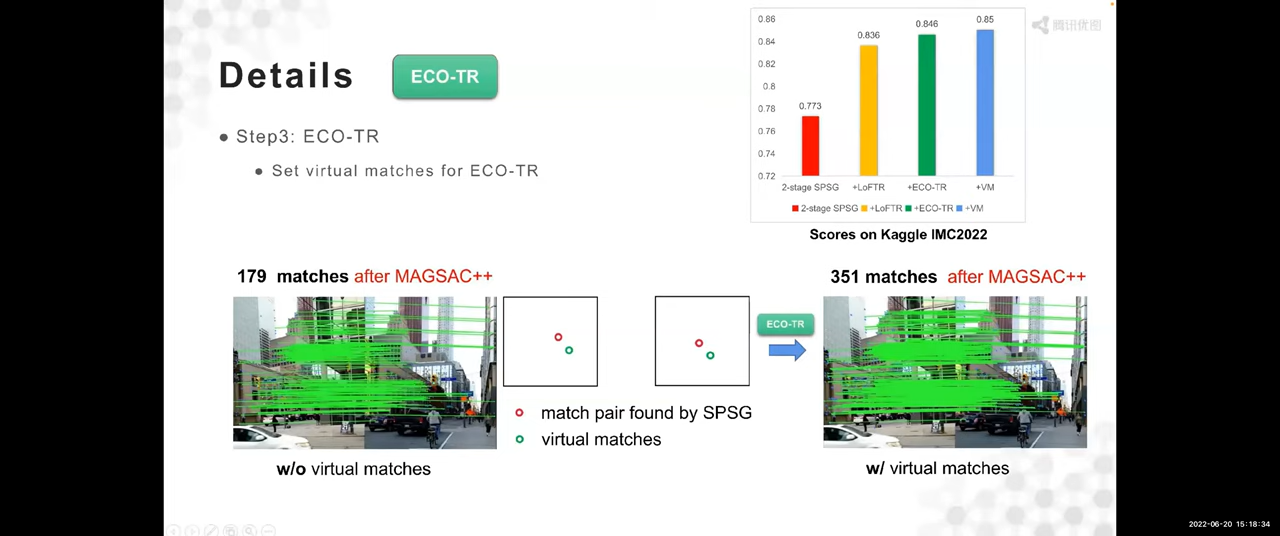 Details
ECO-TR
● Step3: ECO-TR
● Set virtual matches for ECO-TR
腾讯优图
0.86
0.84
0.82
0.8
0.78
0.76
0.74
0.72
0.773
0.836
0.846
0.85
2-stage SPSG
+LoFTR
+ECO-TR
+VM
2-stage SPSG +LoFTR +ECO-TR +VM
Scores on Kaggle IMC2022
179 matches after MAGSAC++
351 matches after MAGSAC++
ECO-TR
match pair found by SPSG
virtual matches
w/o virtual matches
w/ virtual matches
2022-06-20 15:18:34